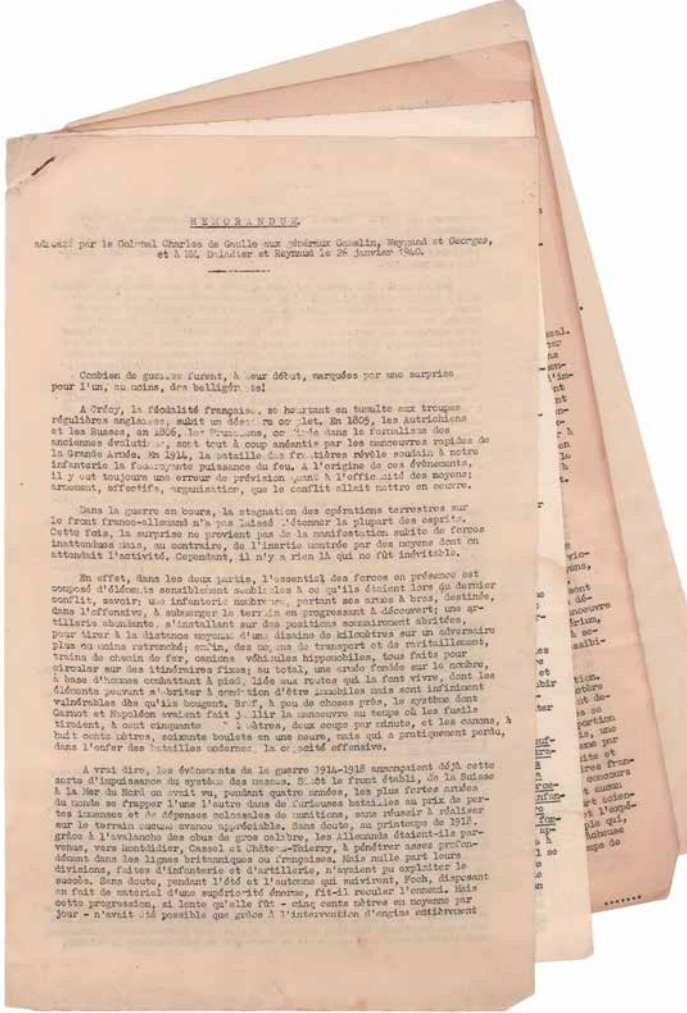 MEMORANDUM.
par le Colonel Charles de Gaulle aux généraux Gamelin, Weygand et Georges,
et à MM. Daladier et Reynaud le 26 janvier 1940.
Combien de guerres furent, à leur début, marquées par une surprise
pour l'un, au moins, des belligérants!
A Crécy, la féodalité française, se heurtant en tumulte aux troupes
régulières anglaises, subit un désastre complet. En 1805, les Autrichiens
et les Russes, en 1806, les Prussiens, dans le formalisme des
anciennes évolutions, sont tout à coup anéantis par les manoeuvres rapides de
la Grande Armée. En 1914, la bataille des frontières révèle soudain à notre
infanterie la foudroyante puissance du feu. A l'origine de ces évènements,
il y eut toujours une erreur de prévision quant à l'efficacité des moyens;
armement, effectifs, organisation, que le conflit allait mettre en oeuvre.
Dans la guerre en cours, la stagnation des opérations terrestres sur
le front franco-allemand n'a pas laissé d'étonner la plupart des esprits.
Cette fois, la surprise ne provient pas de la manifestation subite de forces
inattendues mais, au contraire, de l'inertie montrée par des moyens dont on
attendait l'activité. Cependant, il n'y a rien là qui ne fût inévitable.
En effet, dans les deux partis, l'essentiel des forces en présence est
composé d'éléments sensiblement semblables à ce qu'ils étaient lors du dernier
conflit, savoir; une infanterie nombreuse, portant ses armes à bras, destinée,
dans l'offensive, à submerger le terrain en progressant à découvert; une ar-
tillerie abondante, s'installant sur des positions sommairement abritées,
pour tirer à la distance moyenne d'une dizaine de kilomètres sur un adversaire
plus ou moins retranché; enfin, des moyens de transport et de ravitaillement,
trains de chemin de fer, camions véhicules hippomobiles, tous faits pour
circuler sur des itinéraires fixes; au total, une armée fondée sur le nombre,
à base d'hommes combattant à pied, liée aux routes qui la font vivre, dont les
éléments peuvent s'abriter à condition d'être immobiles mais sont infiniment
vulnérables dès qu'ils bougent. Bref, à peu de choses près, le système dont
Carnot et Napoléon avaient fait jaillir la manoeuvre au temps où les fusils
tiraient, à cent cinquante mètres, deux coups par minute, et les canons, à
huit cents mètres, soixante boulets en une heure, mais qui a pratiquement perdu,
dans l'enfer des batailles modernes, la capacité offensive.
A vrai dire, les évènements de la guerre 1914-1918 annonçaient déjà cette
sorte d'impuissance du système des masses. Sitôt le front établi, de la Suisse
à la Mer du Nord on avait vu, pendant quatre années, les plus fortes armées
du monde se frapper l'une l'autre dans de furieuses batailles au prix de per-
tes immenses et de dépenses colossales de munitions, sans réussir à réaliser
sur le terrain aucune avance appréciable. Sans doute, au printemps de 1918,
grâce à l'avalanche des obus de gros calibre, les Allemands étaient-ils par-
venus, vers Montdidier, Cassel et Château-Thierry, à pénétrer assez profon-
dément dans les lignes britanniques ou françaises. Mais nulle part leurs
divisions, faites d'infanterie et d'artillerie, n'avaient pu exploiter le
succès. Sans doute, pendant l'été et l'automne qui suivirent, Foch, disposant
en fait de matériel d'une supériorité énorme, fit-il reculer l'ennemi. Mais
cette progression, si lente qu'elle fût - cinq cents mètres en moyenne par
jour - n'avait été possible que grâce à l'intervention d'engins entièrement